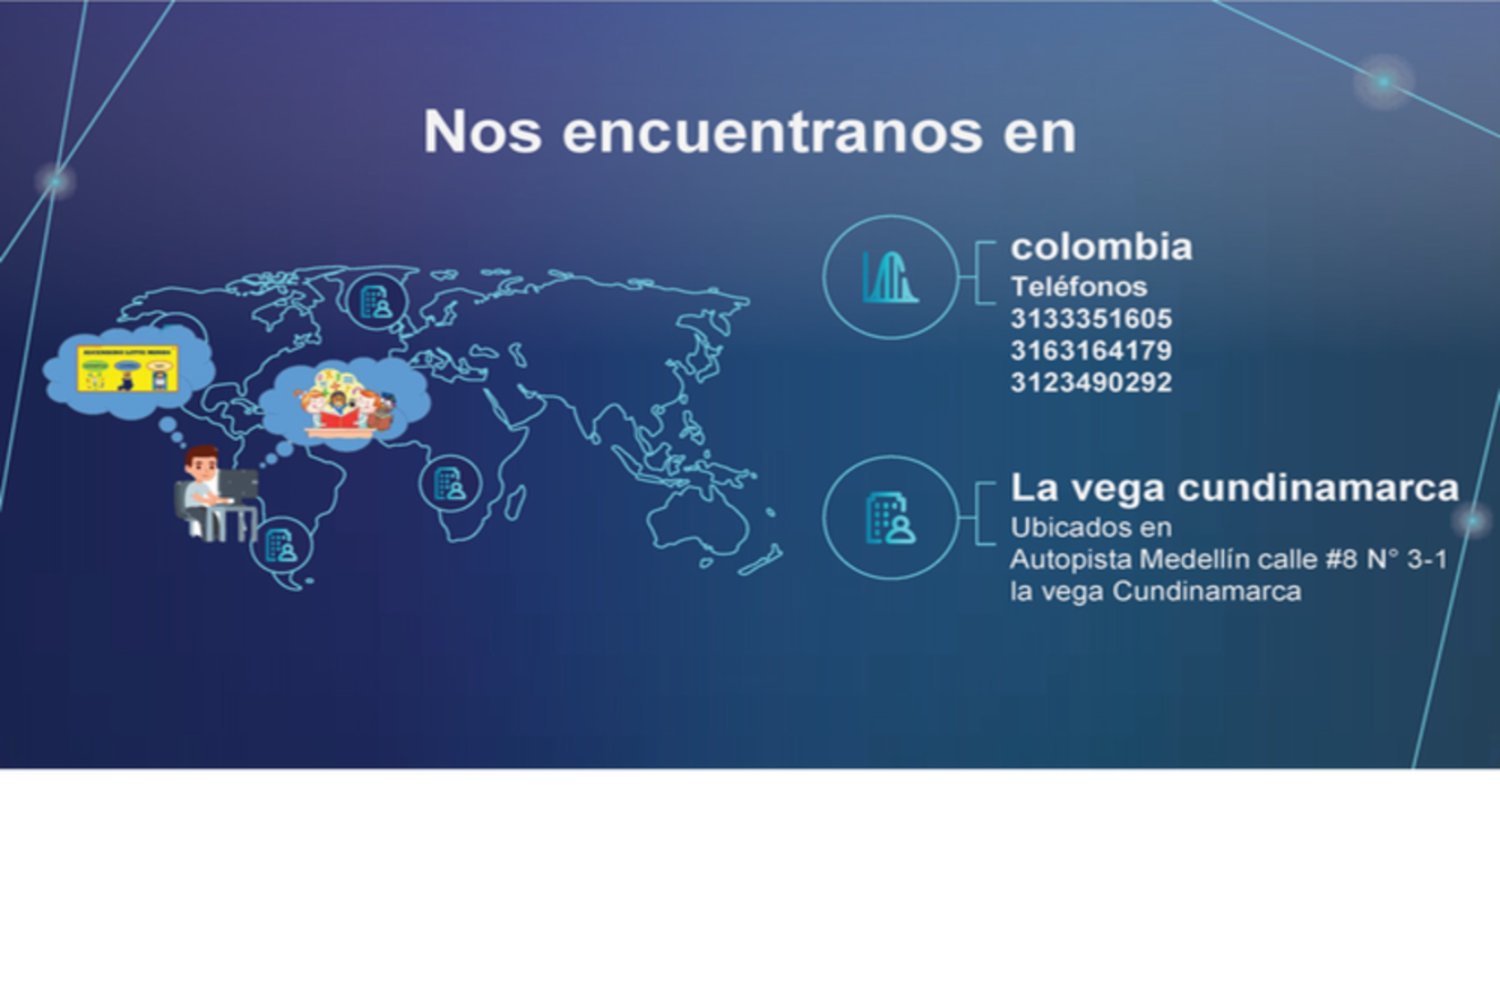 Nos encuentranos en
colombia
Teléfonos
3133351605
3163164179
3123490292
La vega cundinamarca
Ubicados en
Autopista Medellín calle #8 N° 3-1
la vega Cundinamarca